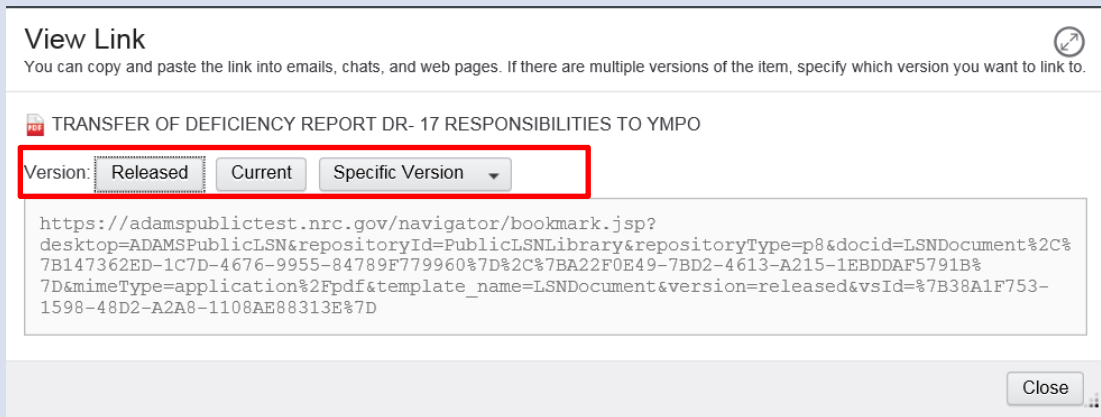 View Link
You can copy and paste the link into emails, chats, and web pages. If there are multiple versions of the item, specify which version you want to link to.
PDF TRANSFER OF DEFICIENCY REPORT DR- 17 RESPONSIBILITIES TO YMPO
Version: Released Current Specific Version
https://adamspublictest.nrc.gov/navigator/bookmark.jsp?
desktop=ADAMSPublicLSN&repositoryId=PublicLSNLibrary&repositoryType=p8&docid=LSNDocument%2C%
7B147362ED-1C7D-4676-9955-84789F779960%7D%2C%7BA22F0E49-7BD2-4613-A215-1EBDDAF5791B%
7D&mimeType=application%2Fpdf&template_name=LSNDocument&version=released&vsId=%7B38A1F753-
1598-48D2-A2A8-1108AE88313E%7D
Close